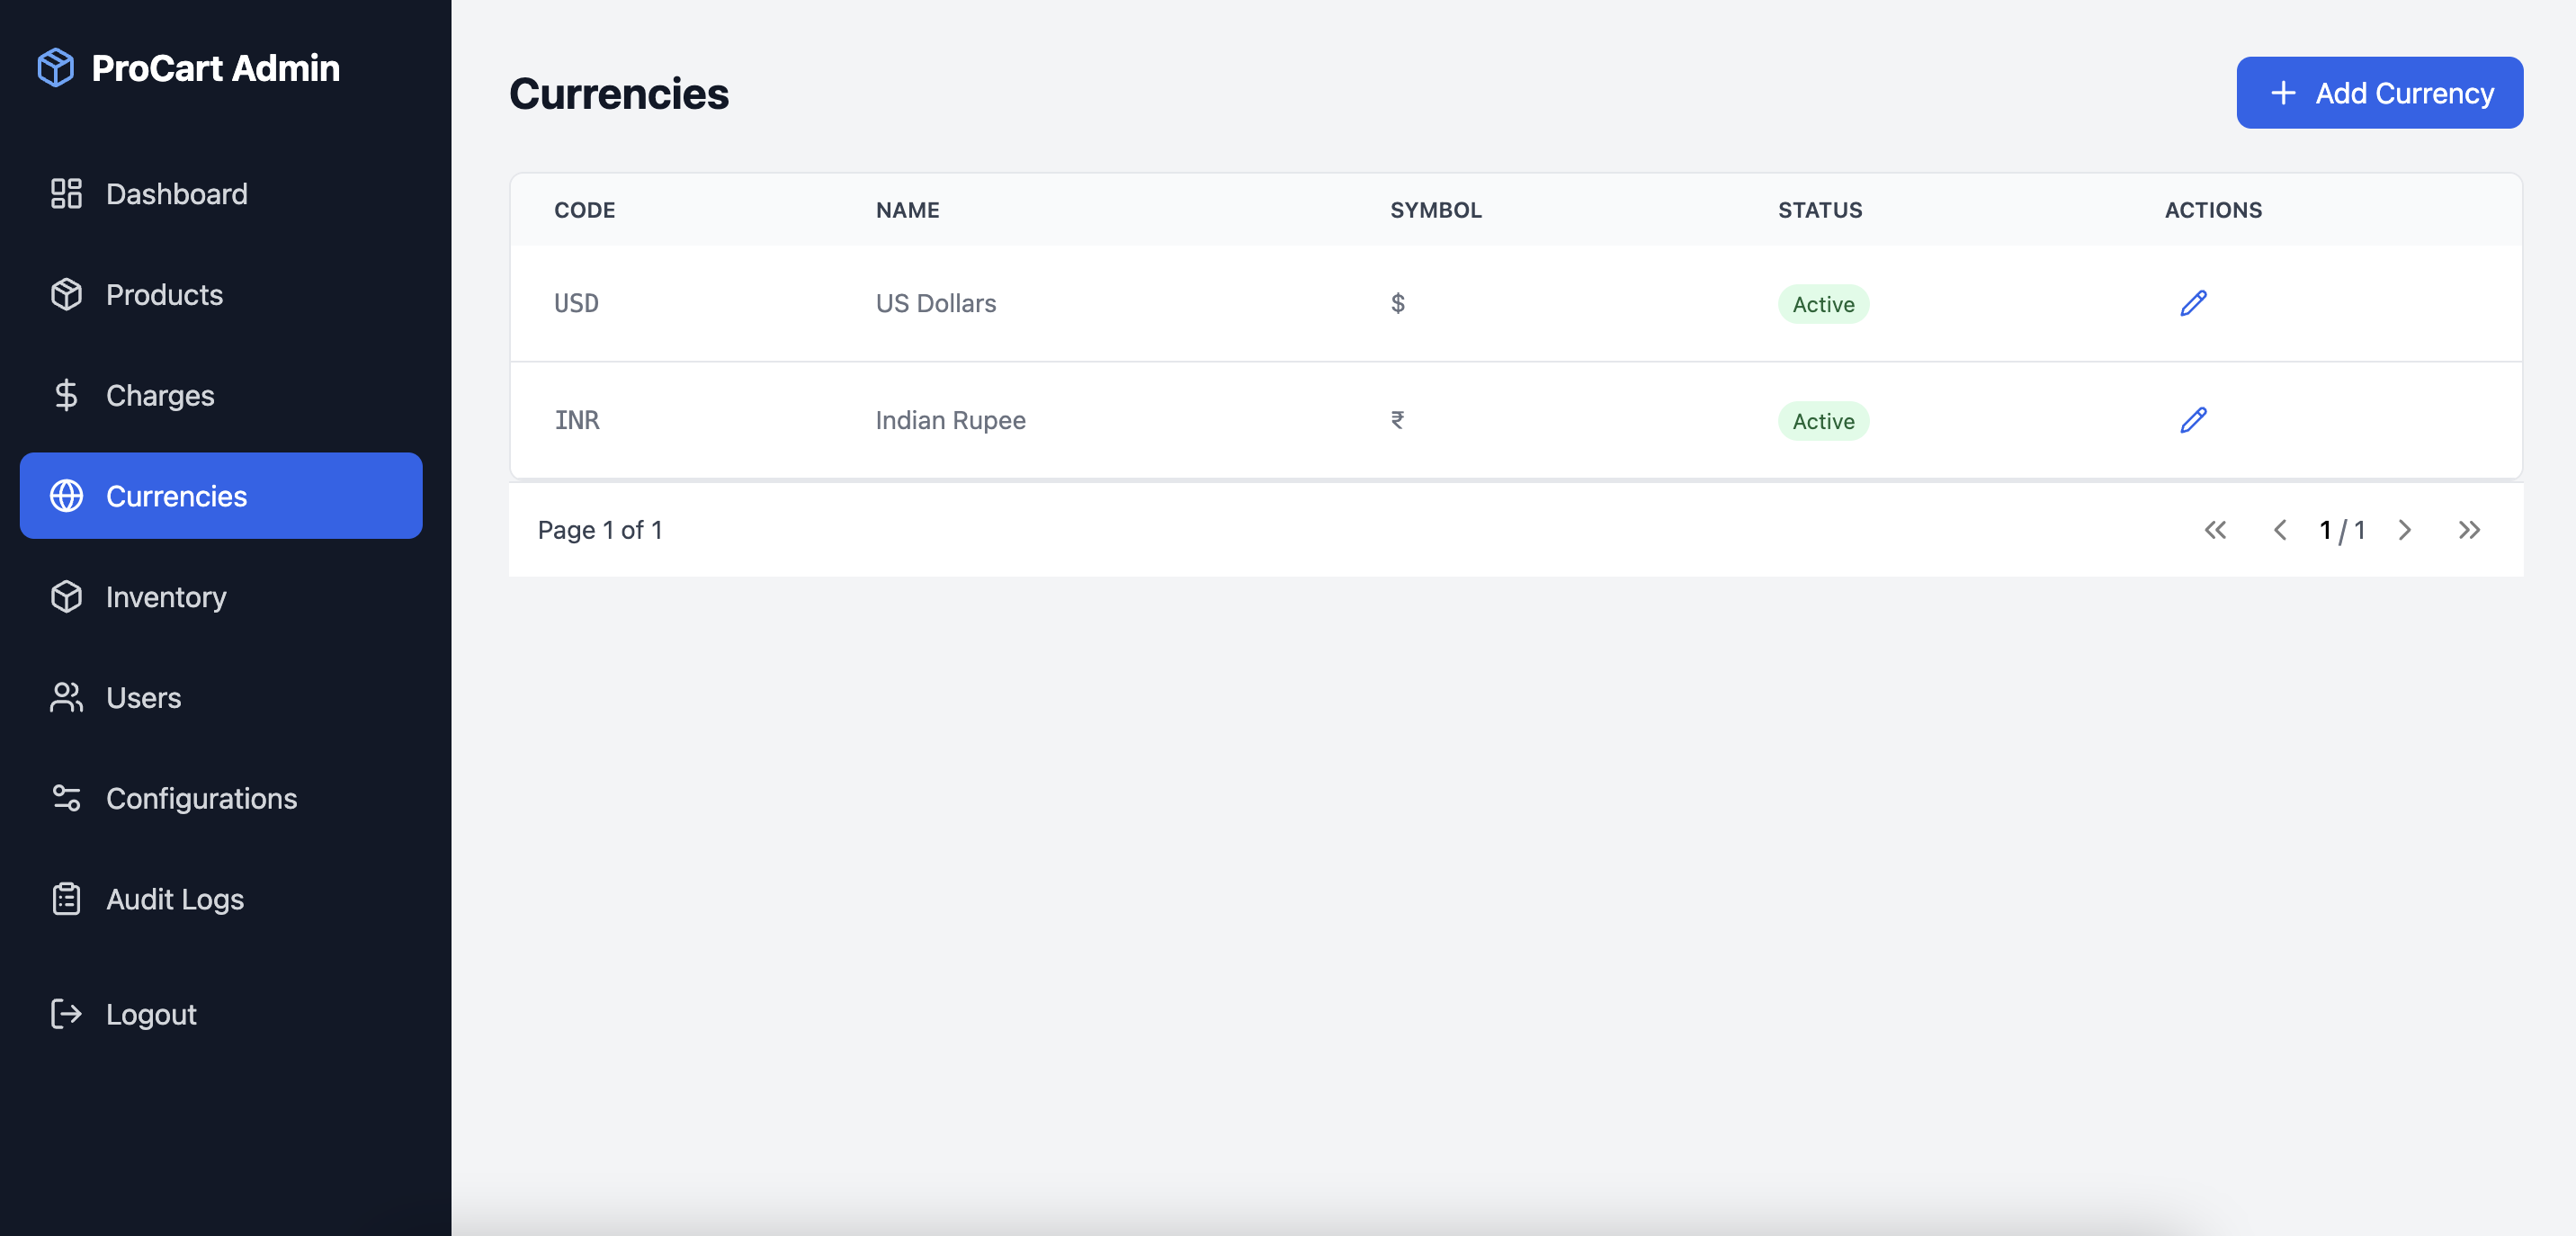 ProCart Admin
Dashboard
Products
Charges
Currencies
Inventory
Users
Configurations
Audit Logs
Logout
Currencies
+ Add Currency
CODE NAME SYMBOL STATUS ACTIONS
USD US Dollars $ Active
INR Indian Rupee ₹ Active
Page 1 of 1
1 / 1